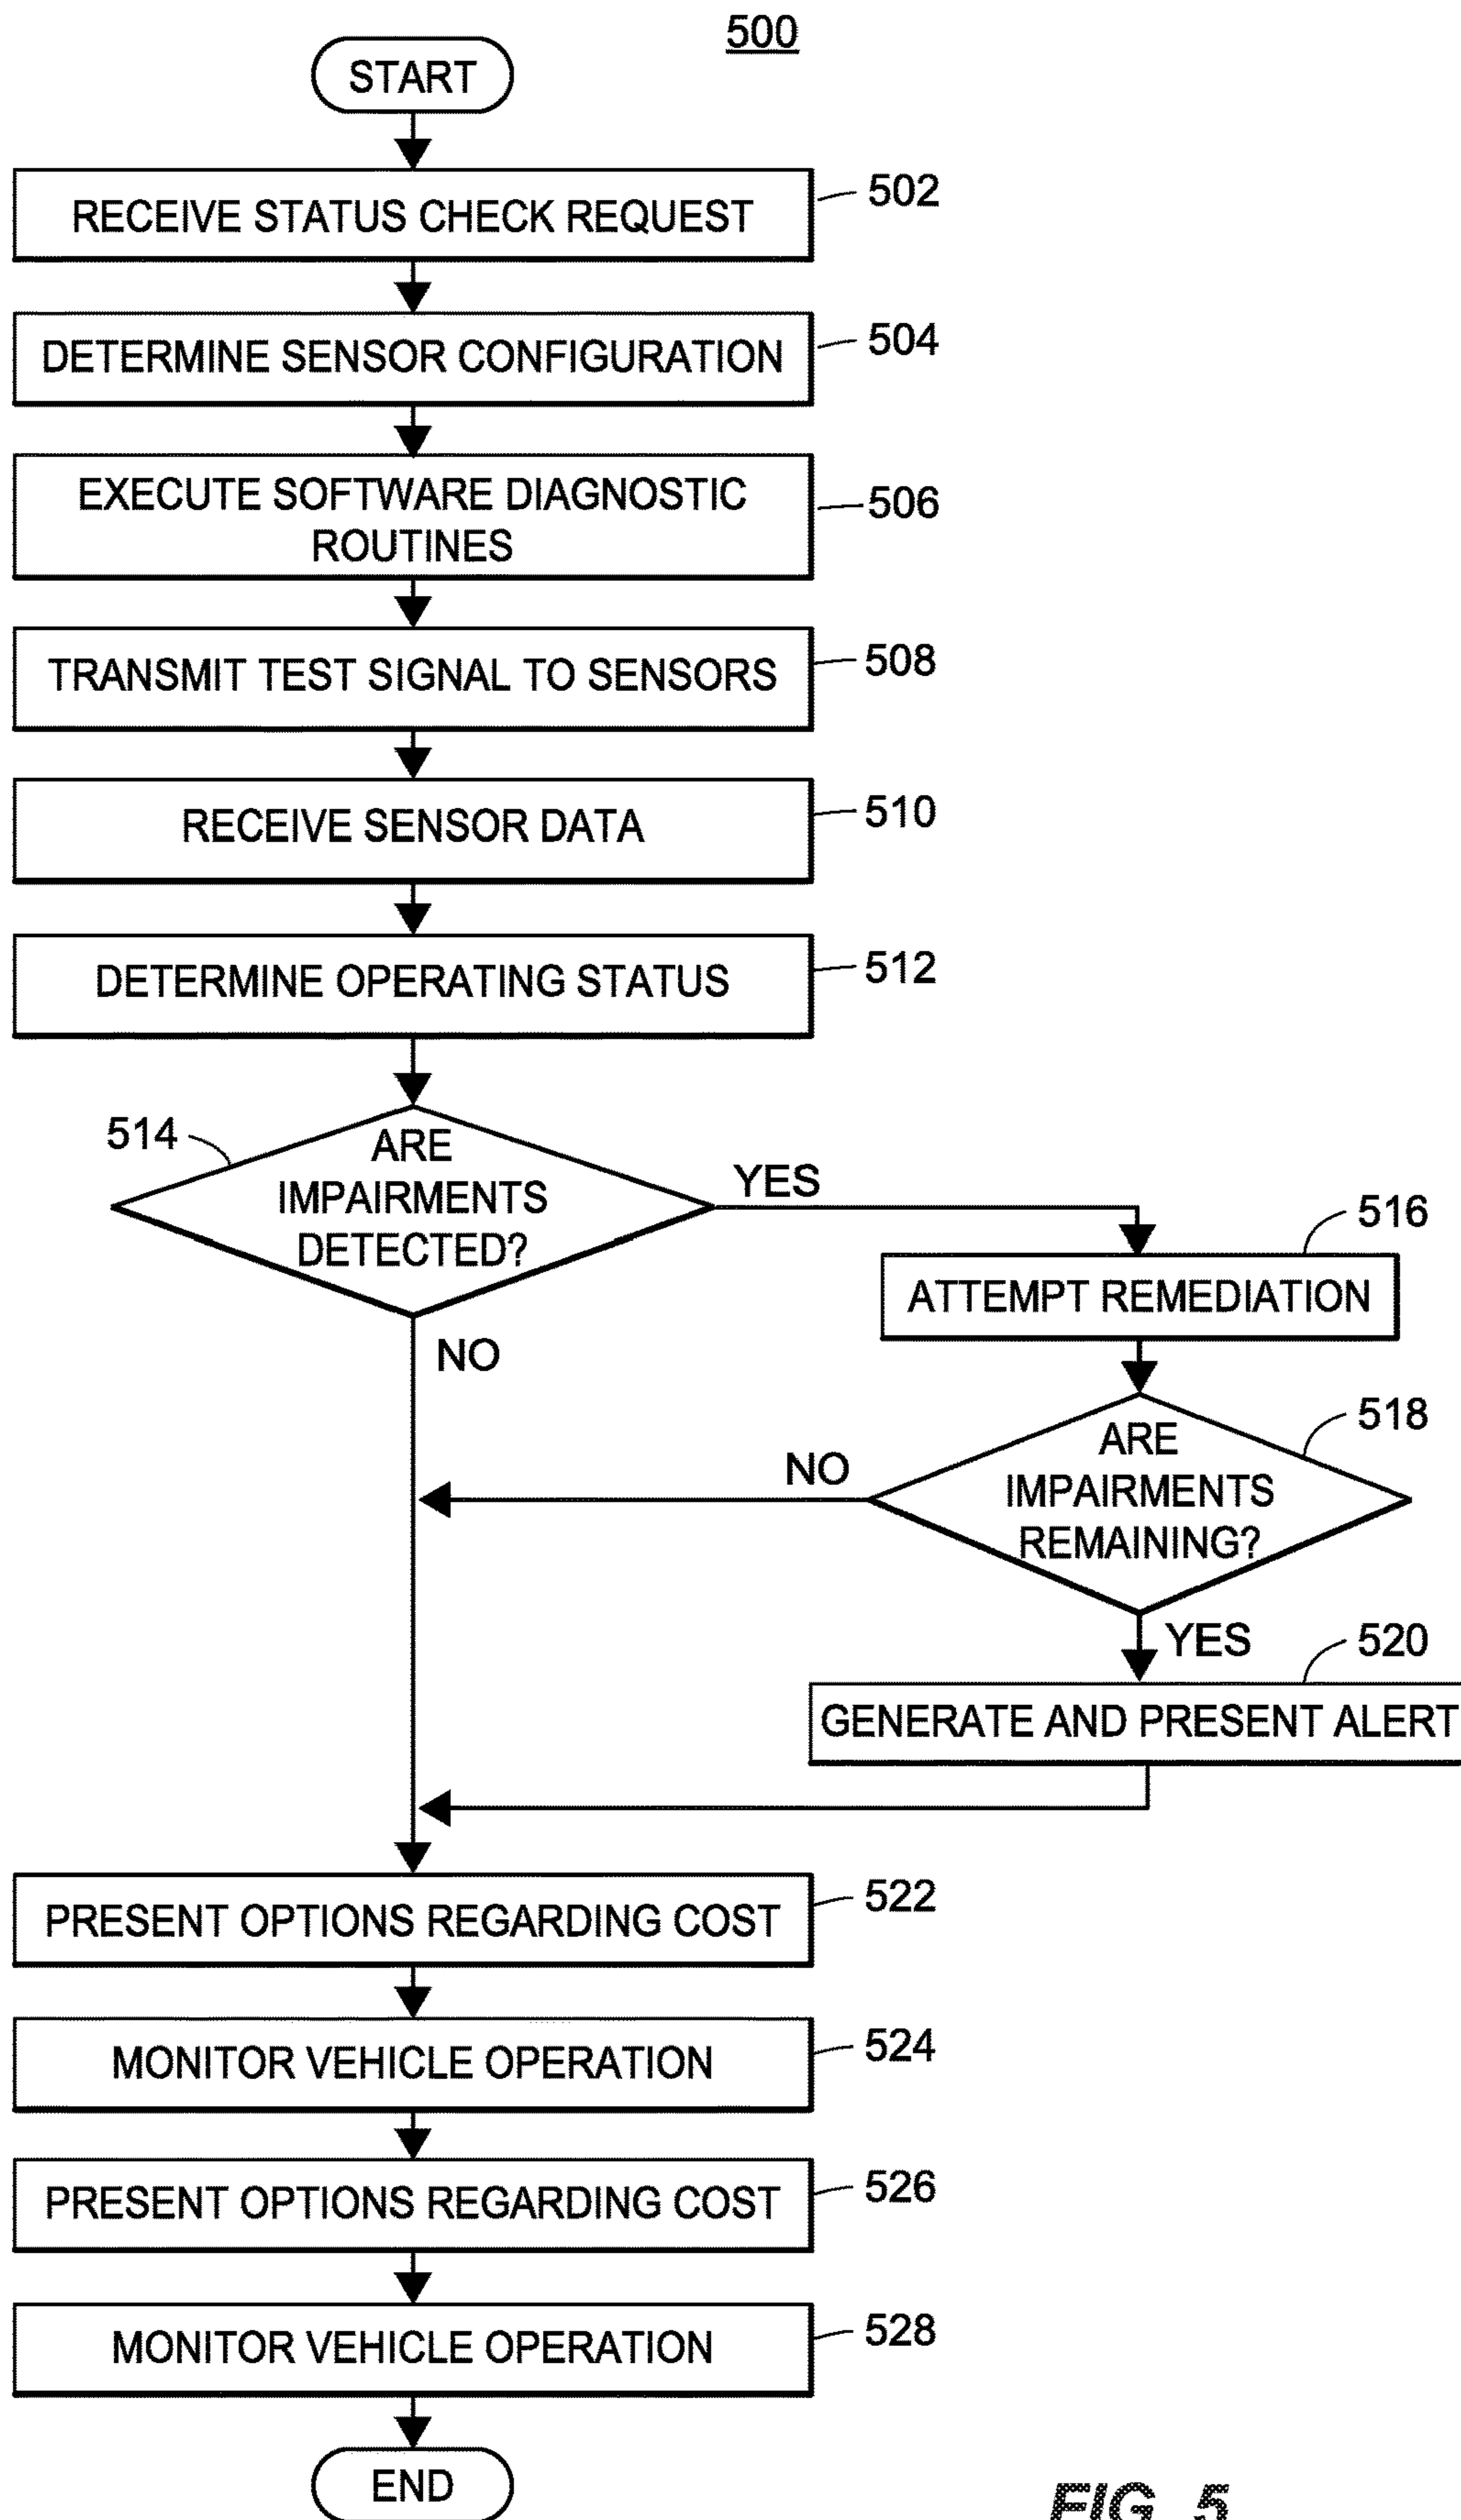 500
START
RECEIVE STATUS CHECK REQUEST
502
DETERMINE SENSOR CONFIGURATION
504
EXECUTE SOFTWARE DIAGNOSTIC
ROUTINES
506
TRANSMIT TEST SIGNAL TO SENSORS
508
RECEIVE SENSOR DATA
510
DETERMINE OPERATING STATUS
512
514
ARE
IMPAIRMENTS
DETECTED?
YES
NO
516
ATTEMPT REMEDIATION
518
ARE
IMPAIRMENTS
REMAINING?
NO
YES
520
GENERATE AND PRESENT ALERT
PRESENT OPTIONS REGARDING COST
522
MONITOR VEHICLE OPERATION
524
PRESENT OPTIONS REGARDING COST
526
MONITOR VEHICLE OPERATION
528
END
FIG. 5